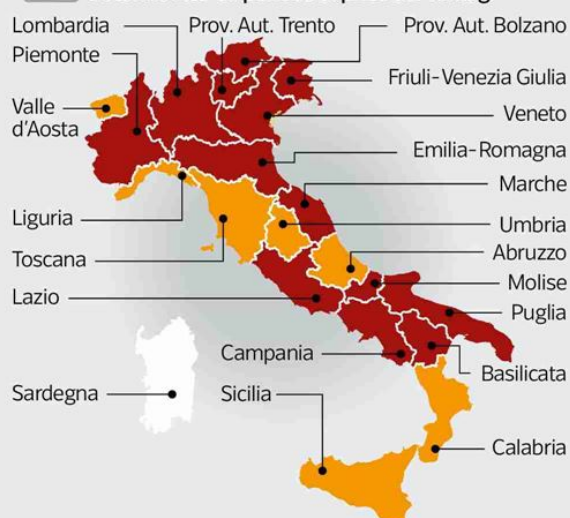 Lombardia
Prov. Aut. Trento
Prov. Aut. Bolzano
Piemonte
Friuli-Venezia Giulia
Valle
d'Aosta
Veneto
Emilia-Romagna
Marche
Liguria
Umbria
Toscana
Abruzzo
Molise
Lazio
Puglia
Campania
Basilicata
Sardegna
Sicilia
Calabria